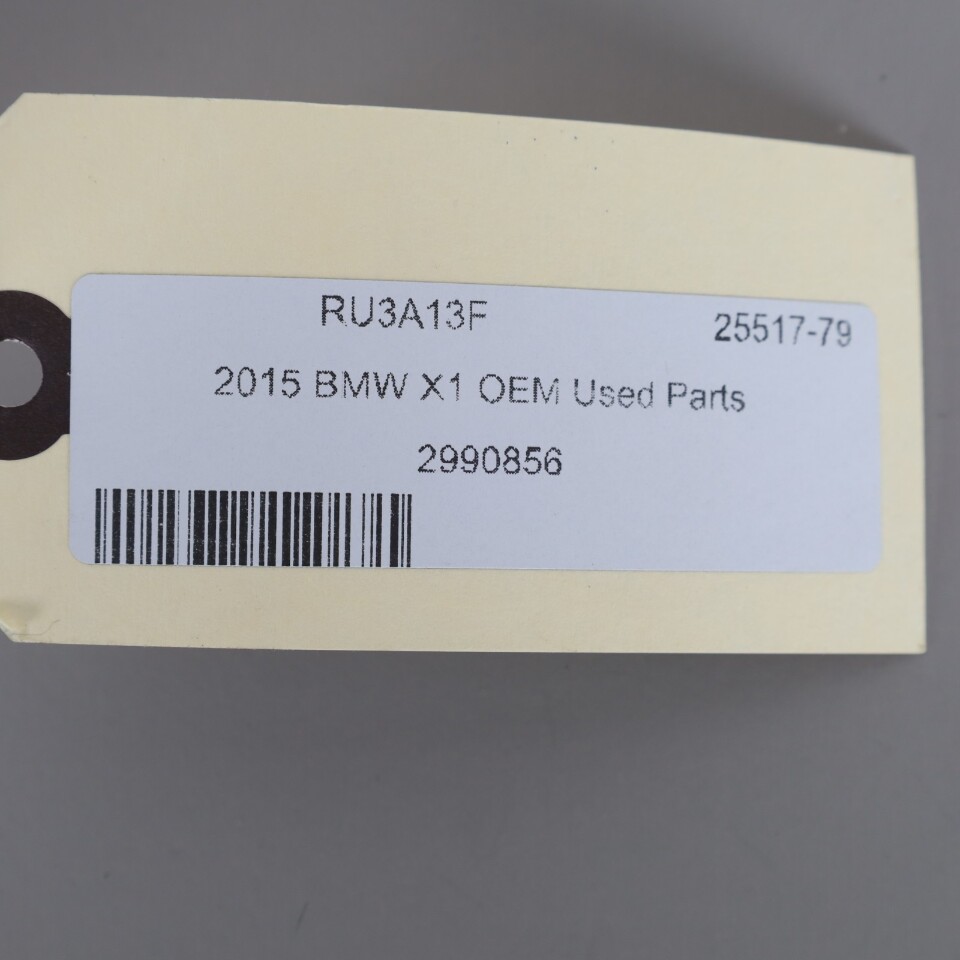 RU3A13F 25517-79
2015 BMW X1 OEM Used Parts
2990856